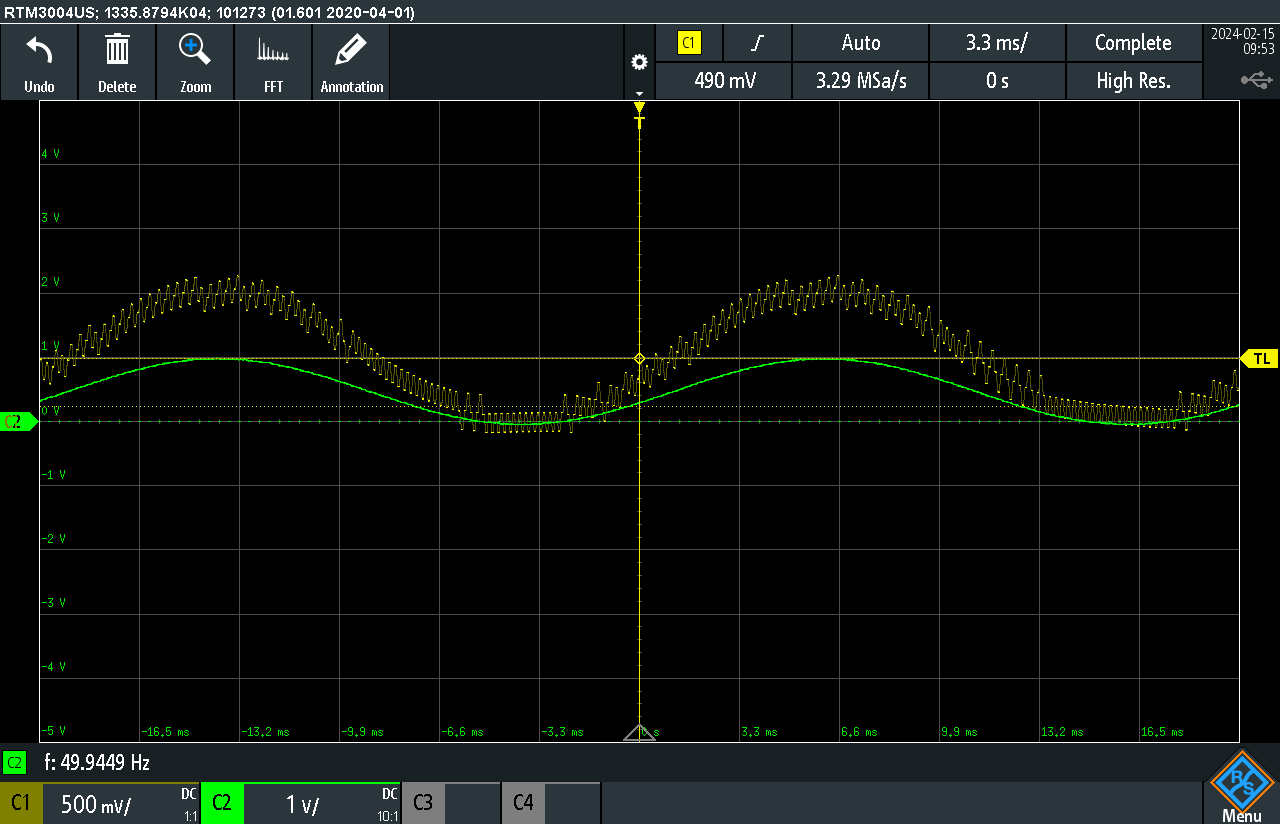 RTM3004US; 1335.8794K04; 101273 (01.601 2020-04-01)
Undo Delete Zoom FFT Annotation
C1 Auto 3.3 ms/ Complete
490 mV 3.29 MSa/s 0 s High Res.
2024-02-15
09:53
T
4 V
3 V
2 V
1 V
TL
0 V
C2
-1 V
-2 V
-3 V
-4 V
-5 V
-16,5 ms -13,2 ms -9,9 ms -6,6 ms -3,3 ms 0 s 3,3 ms 6,6 ms 9,9 ms 13,2 ms 16,5 ms
C2 f: 49.9449 Hz
C1 500 mV/ DC 1:1 C2 1 V/ DC 10:1 C3 C4
R&S
Menu